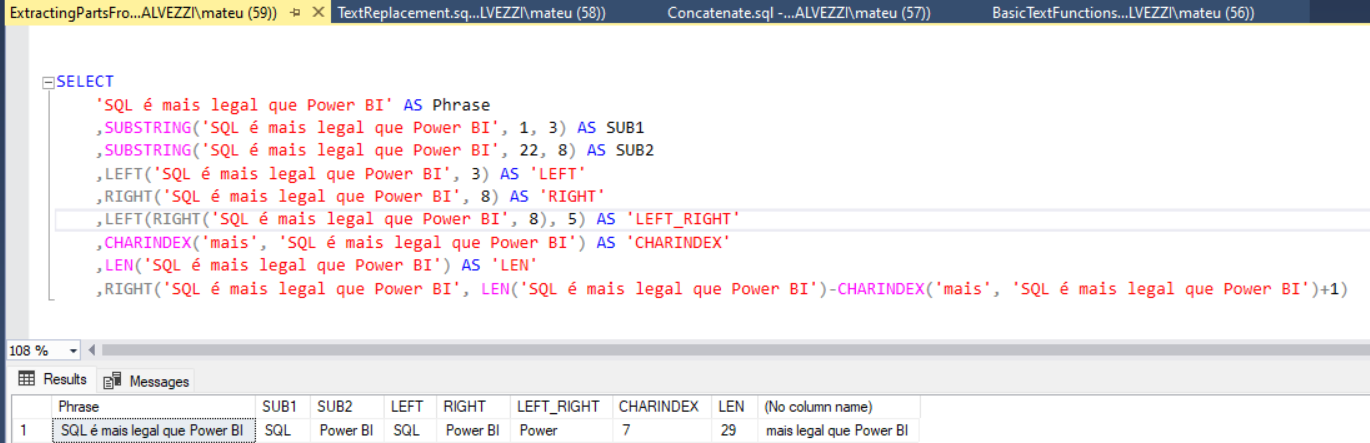 ExtractingPartsFro...ALVEZZI\mateu (59)) TextReplacement.sq...LVEZZI\mateu (58)) Concatenate.sql -...ALVEZZI\mateu (57)) BasicTextFunctions...LVEZZI\mateu (56))
SELECT
'SQL é mais legal que Power BI' AS Phrase
,SUBSTRING('SQL é mais legal que Power BI', 1, 3) AS SUB1
,SUBSTRING('SQL é mais legal que Power BI', 22, 8) AS SUB2
,LEFT('SQL é mais legal que Power BI', 3) AS 'LEFT'
,RIGHT('SQL é mais legal que Power BI', 8) AS 'RIGHT'
,LEFT(RIGHT('SQL é mais legal que Power BI', 8), 5) AS 'LEFT_RIGHT'
,CHARINDEX('mais', 'SQL é mais legal que Power BI') AS 'CHARINDEX'
,LEN('SQL é mais legal que Power BI') AS 'LEN'
,RIGHT('SQL é mais legal que Power BI', LEN('SQL é mais legal que Power BI')-CHARINDEX('mais', 'SQL é mais legal que Power BI')+1)
108 %
Results Messages
Phrase SUB1 SUB2 LEFT RIGHT LEFT_RIGHT CHARINDEX LEN (No column name)
1 SQL é mais legal que Power BI SQL Power BI SQL Power BI Power 7 29 mais legal que Power BI